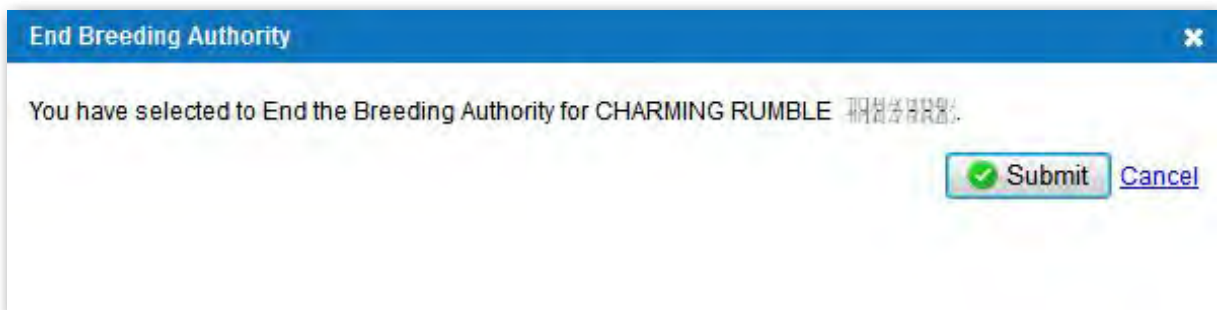 End Breeding Authority
You have selected to End the Breeding Authority for CHARMING RUMBLE
Submit Cancel